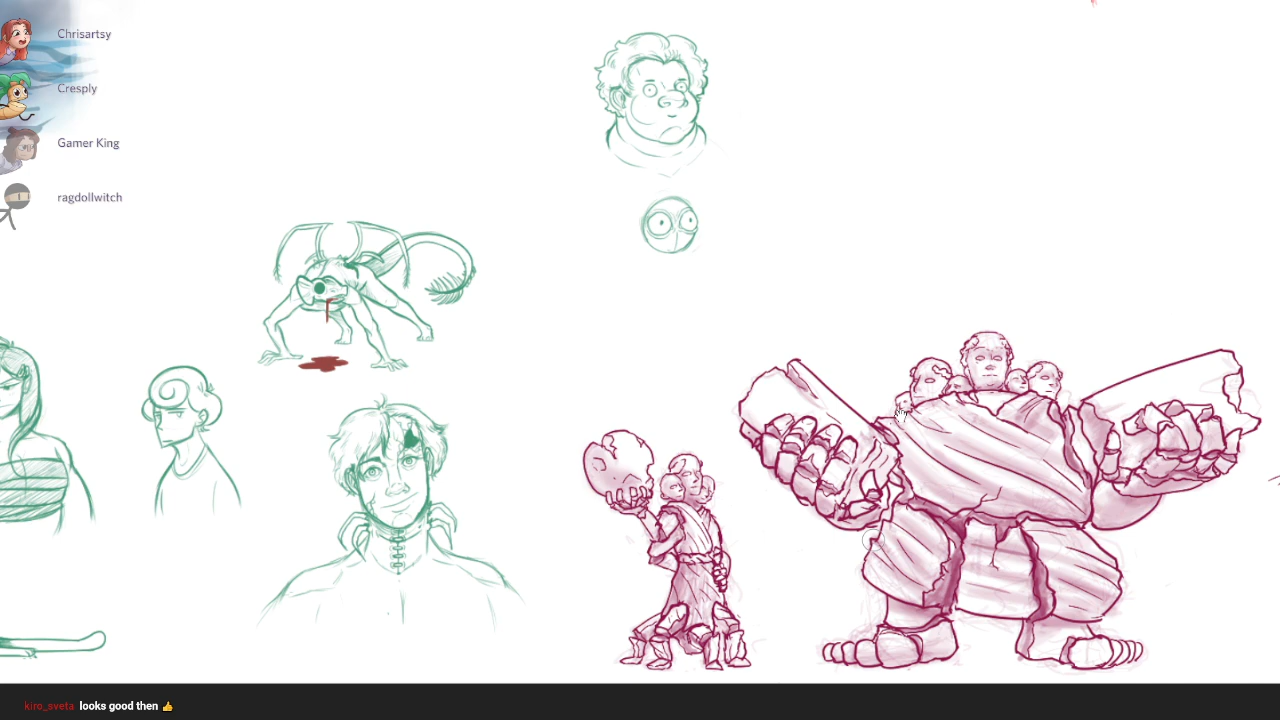 Chrisartsy
Cresply
Gamer King
ragdollwitch
kiro_sveta looks good then 👍